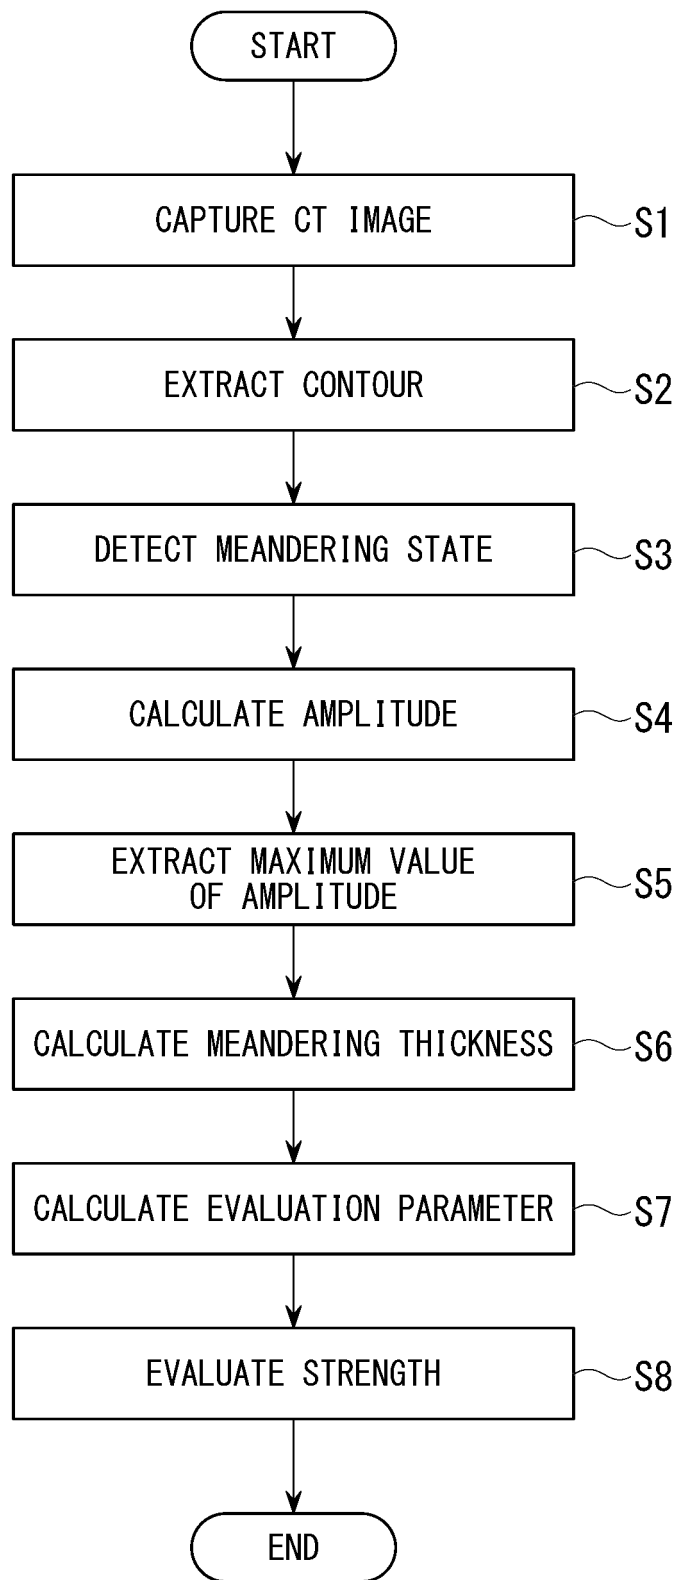 START
CAPTURE CT IMAGE
S1
EXTRACT CONTOUR
S2
DETECT MEANDERING STATE
S3
CALCULATE AMPLITUDE
S4
EXTRACT MAXIMUM VALUE
OF AMPLITUDE
S5
CALCULATE MEANDERING THICKNESS
S6
CALCULATE EVALUATION PARAMETER
S7
EVALUATE STRENGTH
S8
END